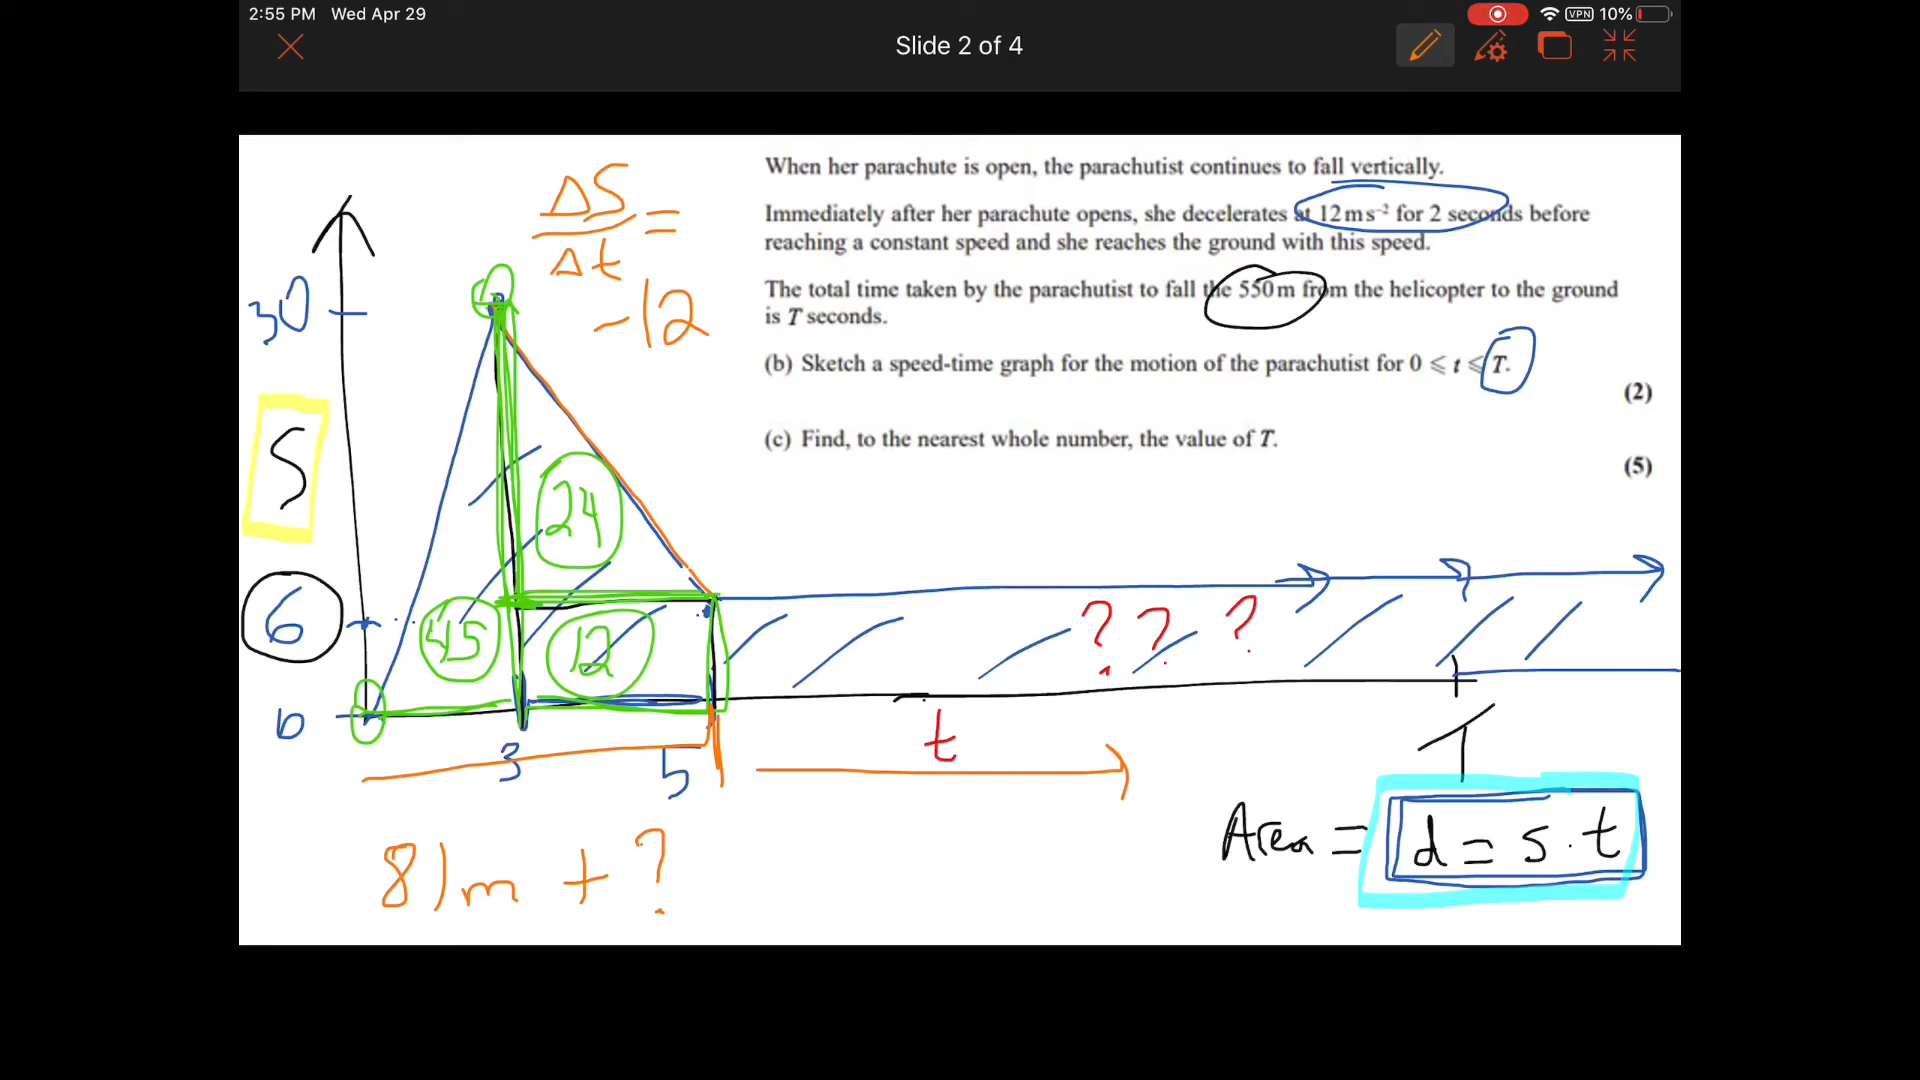 2:55 PM Wed Apr 29
VPN 10%
Slide 2 of 4
When her parachute is open, the parachutist continues to fall vertically.
Immediately after her parachute opens, she decelerates at 12 m s⁻² for 2 seconds before
reaching a constant speed and she reaches the ground with this speed.
The total time taken by the parachutist to fall the 550 m from the helicopter to the ground
is T seconds.
(b) Sketch a speed-time graph for the motion of the parachutist for 0 ⩽ t ⩽ T.
(2)
(c) Find, to the nearest whole number, the value of T.
(5)
ΔS
Δt
=
-12
30
S
6
0
24
45
12
? ? ?
3
5
t
T
81m + ?
Area = d = s . t